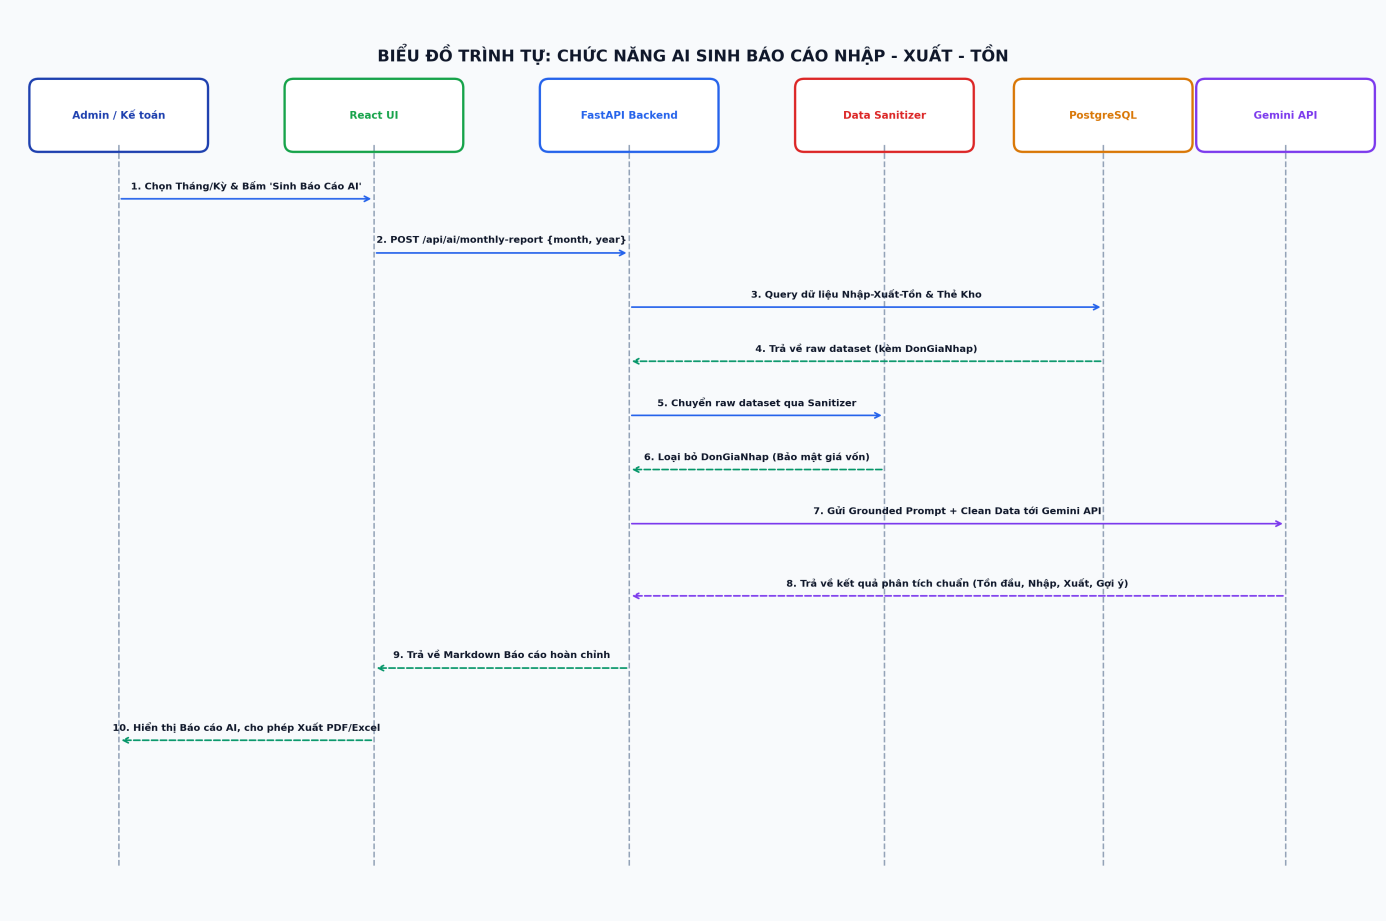 BIỂU ĐỒ TRÌNH TỰ: CHỨC NĂNG AI SINH BÁO CÁO NHẬP - XUẤT - TỒN
Admin / Kế toán
React UI
FastAPI Backend
Data Sanitizer
PostgreSQL
Gemini API
1. Chọn Tháng/Kỳ & Bấm 'Sinh Báo Cáo AI'
2. POST /api/ai/monthly-report {month, year}
3. Query dữ liệu Nhập-Xuất-Tồn & Thẻ Kho
4. Trả về raw dataset (kèm DonGiaNhap)
5. Chuyển raw dataset qua Sanitizer
6. Loại bỏ DonGiaNhap (Bảo mật giá vốn)
7. Gửi Grounded Prompt + Clean Data tới Gemini API
8. Trả về kết quả phân tích chuẩn (Tồn đầu, Nhập, Xuất, Gợi ý)
9. Trả về Markdown Báo cáo hoàn chỉnh
10. Hiển thị Báo cáo AI, cho phép Xuất PDF/Excel